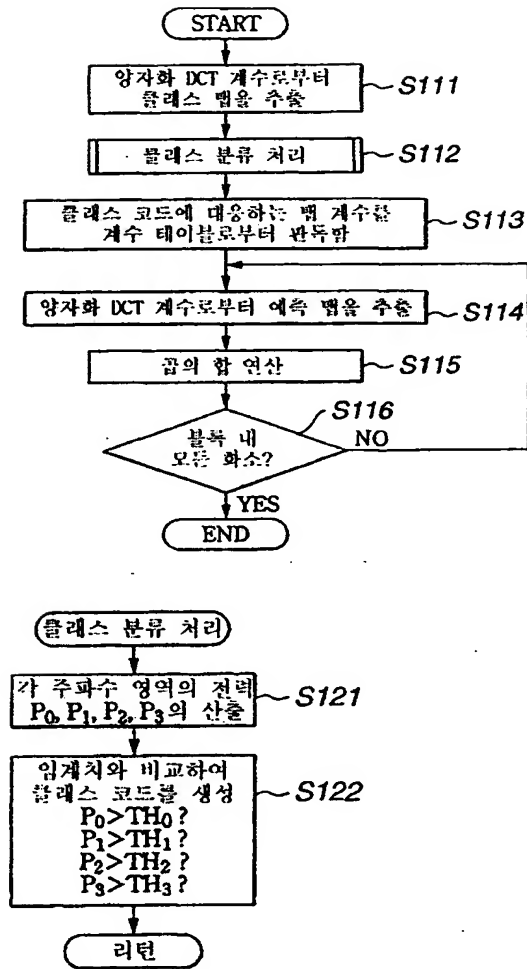 START
양자화 DCT 계수로부터
클래스 탭을 추출
S111
클래스 분류 처리
S112
클래스 코드에 대응하는 탭 계수를
계수 테이블로부터 판독함
S113
양자화 DCT 계수로부터 예측 탭을 추출
S114
곱의 합 연산
S115
S116
블록 내
모든 화소?
NO
YES
END
클래스 분류 처리
각 주파수 영역의 전력
P₀, P₁, P₂, P₃의 산출
S121
임계치와 비교하여
클래스 코드를 생성
P₀>TH₀?
P₁>TH₁?
P₂>TH₂?
P₃>TH₃?
S122
리턴